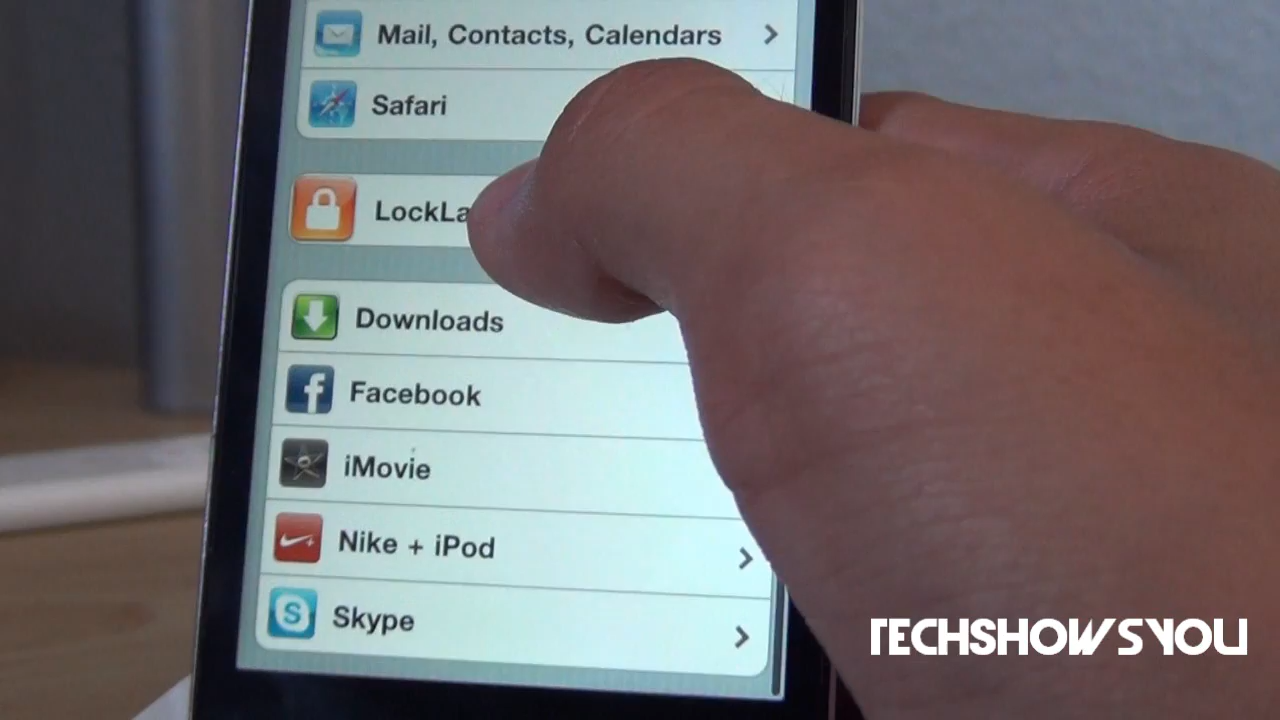 Mail, Contacts, Calendars
Safari
Downloads
Facebook
iMovie
Nike + iPod
Skype
TECHSHOWSYOU